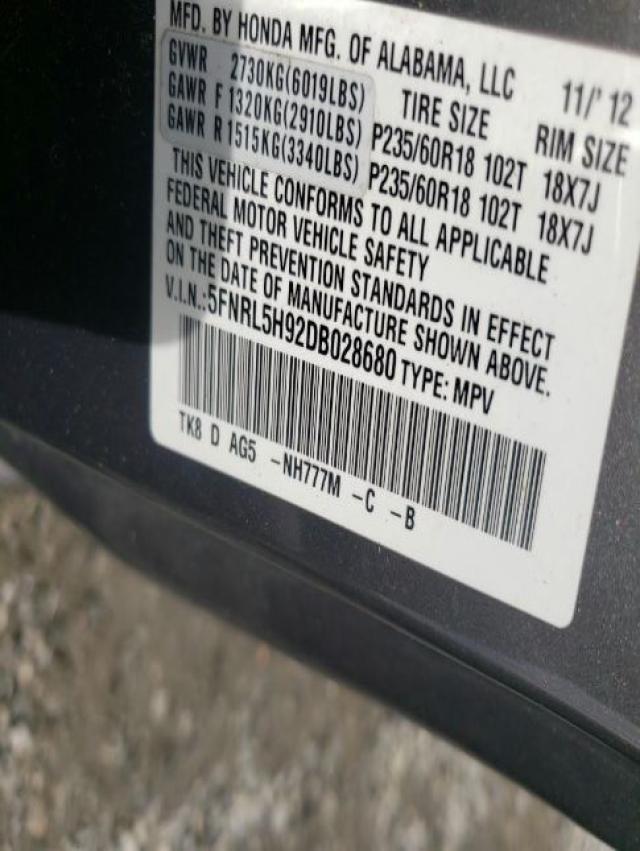 MFD. BY HONDA MFG. OF ALABAMA, LLC 11/'12
GVWR 2730KG(6019LBS) TIRE SIZE RIM SIZE
GAWR F 1320KG(2910LBS) P235/60R18 102T 18X7J
GAWR R 1515KG(3340LBS) P235/60R18 102T 18X7J
THIS VEHICLE CONFORMS TO ALL APPLICABLE
FEDERAL MOTOR VEHICLE SAFETY
AND THEFT PREVENTION STANDARDS IN EFFECT
ON THE DATE OF MANUFACTURE SHOWN ABOVE.
V.I.N.:5FNRL5H92DB028680 TYPE: MPV
TK8 D AG5 -NH777M -C -B